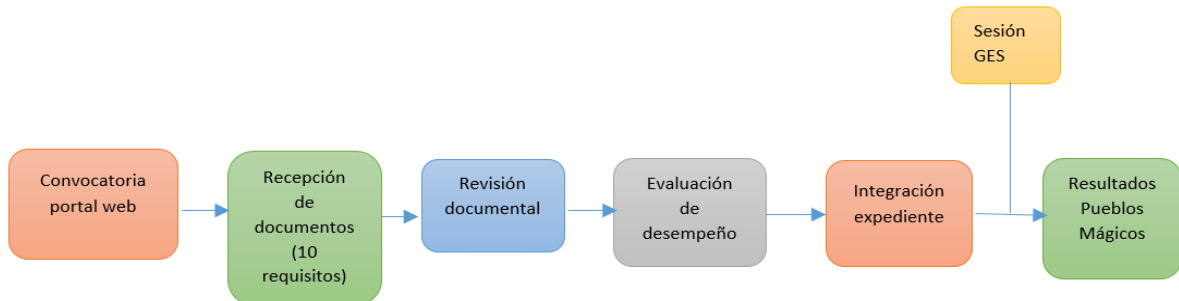 Sesión
GES
Convocatoria
portal web
Recepción
de
documentos
(10
requisitos)
Revisión
documental
Evaluación
de
desempeño
Integración
expediente
Resultados
Pueblos
Mágicos